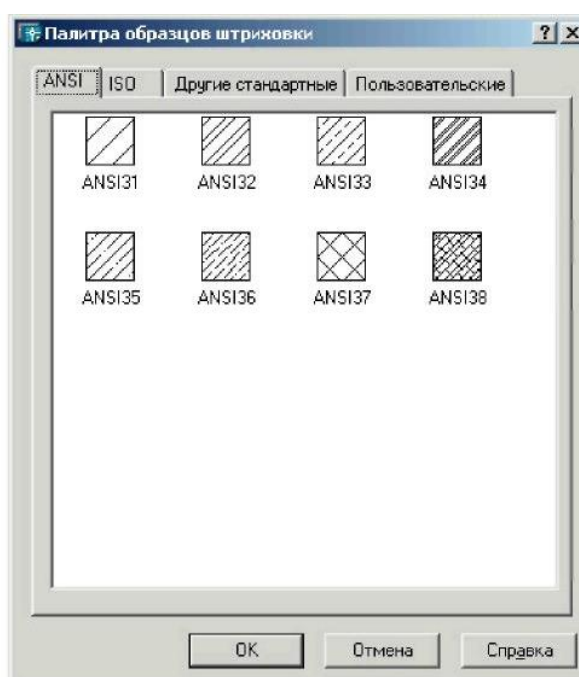 Палитра образцов штриховки
ANSI ISO Другие стандартные Пользовательские
ANSI31 ANSI32 ANSI33 ANSI34
ANSI35 ANSI36 ANSI37 ANSI38
OK Отмена Справка